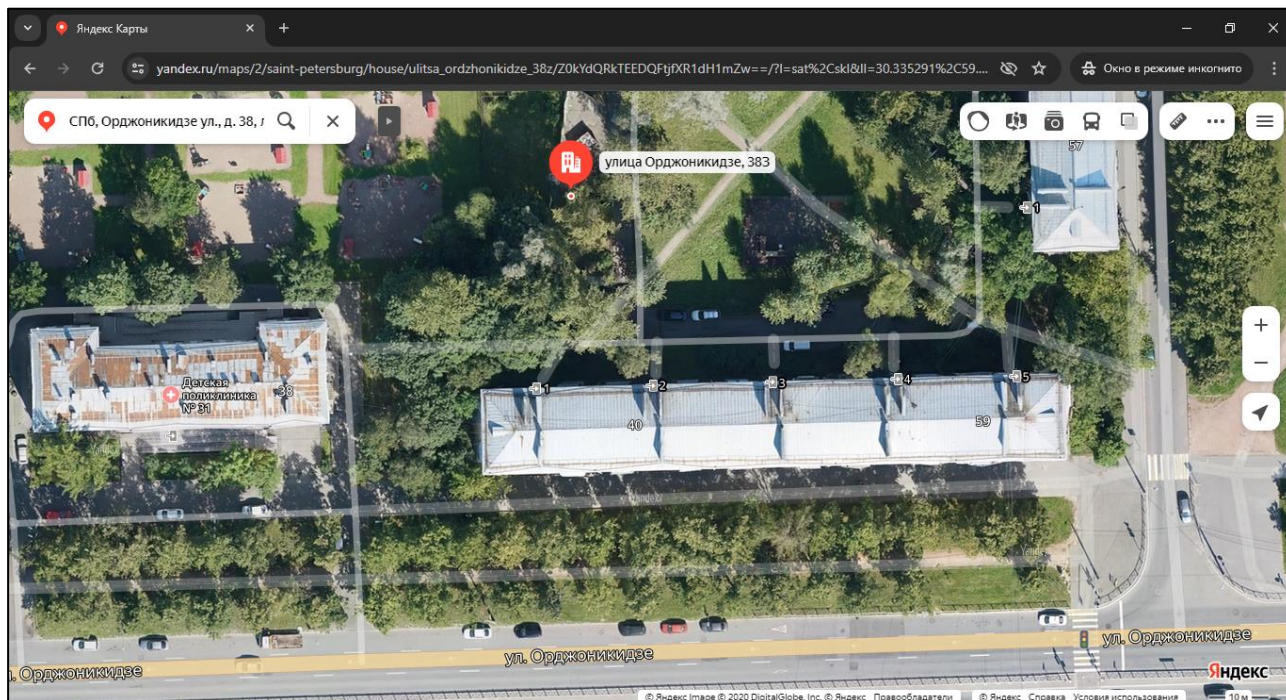 Яндекс Карты
yandex.ru/maps/2/saint-petersburg/house/ulitsa_ordzhonikidze_38z/Z0kYdQRkTEEDQFtjfXR1dH1mZw==/?l=sat%2Cskl&ll=30.335291%2C59....
Окно в режиме инкогнито
СПб, Орджоникидзе ул., д. 38, л
улица Орджоникидзе, 38З
57
1
Детская
поликлиника
№ 31
38
1
2
3
4
5
40
59
Yandex
ул. Орджоникидзе
ул. Орджоникидзе
л. Орджоникидзе
Яндекс
© Яндекс Image © 2020 DigitalGlobe, Inc, © Яндекс Правообладатели
© Яндекс Справка Условия использования
10 м